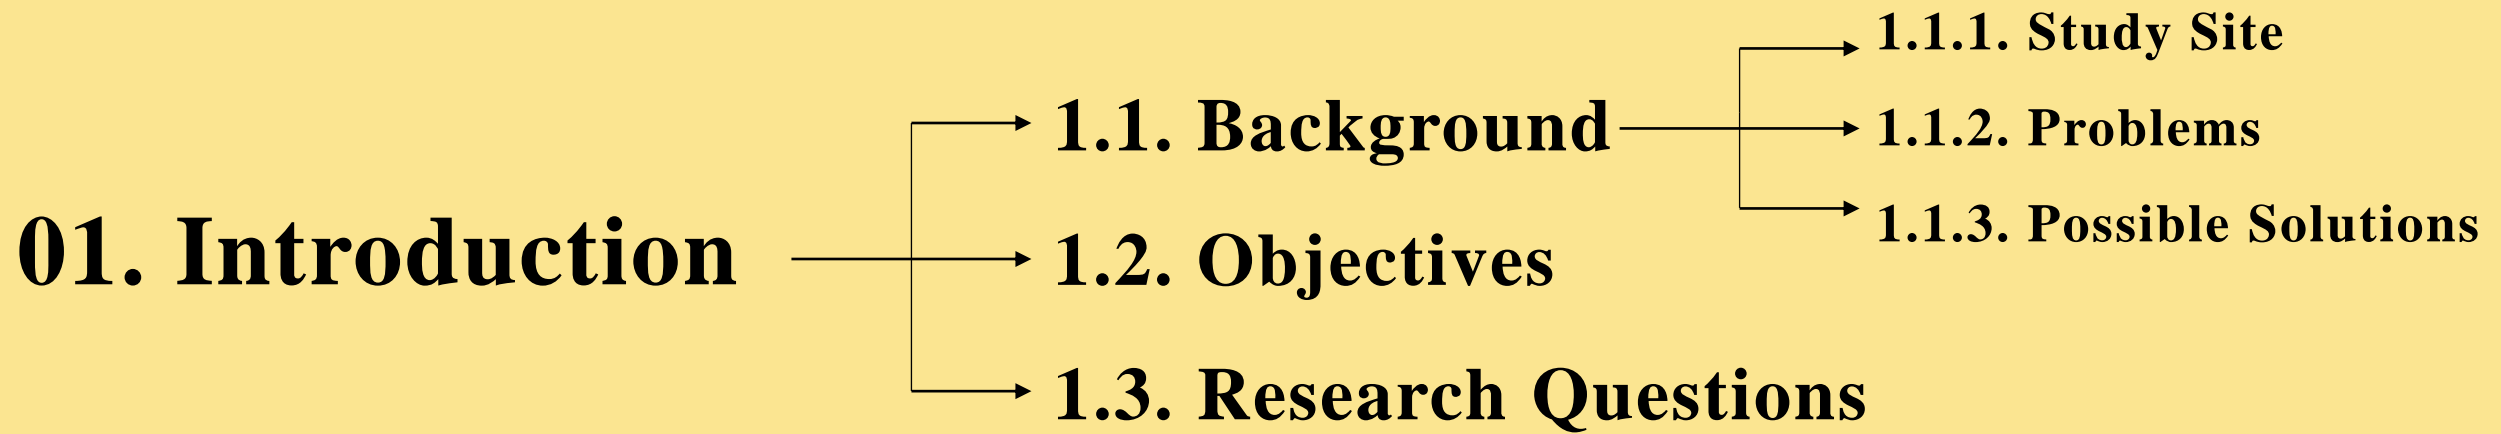 01. Introduction
1.1. Background
1.1.1. Study Site
1.1.2. Problems
1.1.3. Possible Solutions
1.2. Objectives
1.3. Research Questions